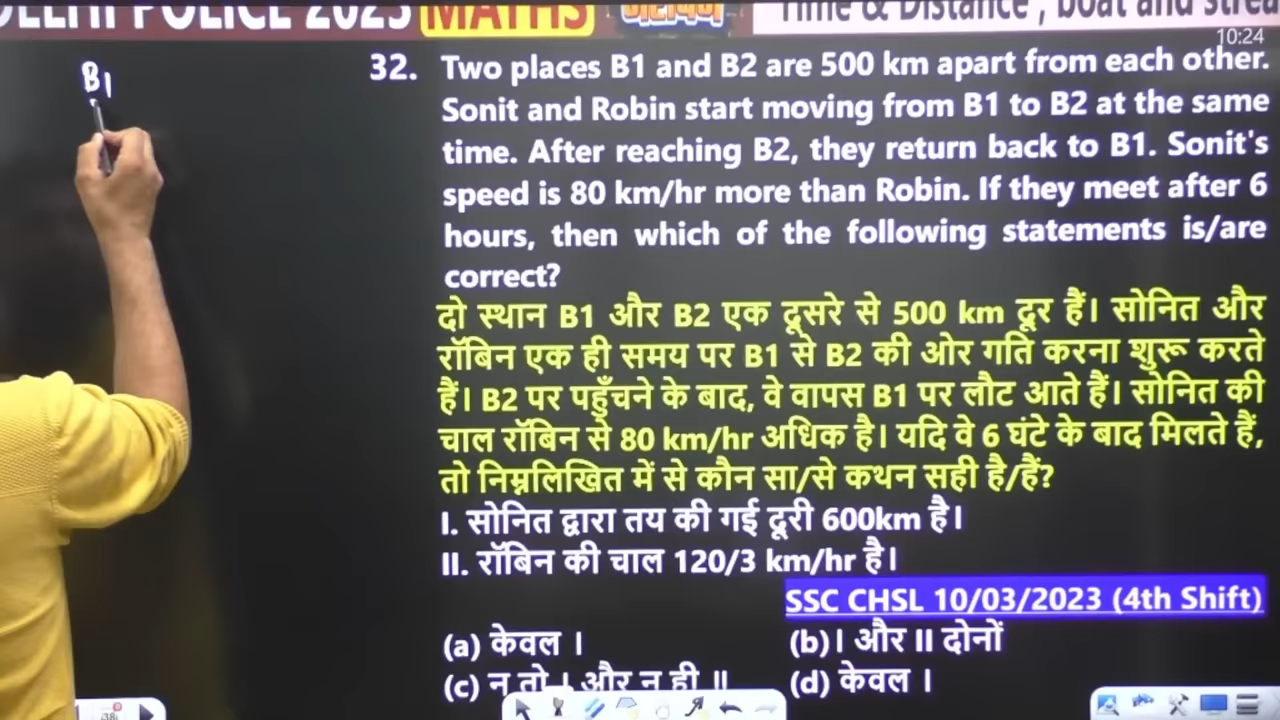 DELHI POLICE 2023 MATHS Time & Distance , boat and strea
10:24
B1
32. Two places B1 and B2 are 500 km apart from each other.
Sonit and Robin start moving from B1 to B2 at the same
time. After reaching B2, they return back to B1. Sonit's
speed is 80 km/hr more than Robin. If they meet after 6
hours, then which of the following statements is/are
correct?
दो स्थान B1 और B2 एक दूसरे से 500 km दूर हैं। सोनित और
रॉबिन एक ही समय पर B1 से B2 की ओर गति करना शुरू करते
हैं। B2 पर पहुँचने के बाद, वे वापस B1 पर लौट आते हैं। सोनित की
चाल रॉबिन से 80 km/hr अधिक है। यदि वे 6 घंटे के बाद मिलते हैं,
तो निम्नलिखित में से कौन सा/से कथन सही है/हैं?
I. सोनित द्वारा तय की गई दूरी 600km है।
II. रॉबिन की चाल 120/3 km/hr है।
SSC CHSL 10/03/2023 (4th Shift)
(a) केवल । (b) । और ॥ दोनों
(c) न तो । और न ही ॥ (d) केवल ।